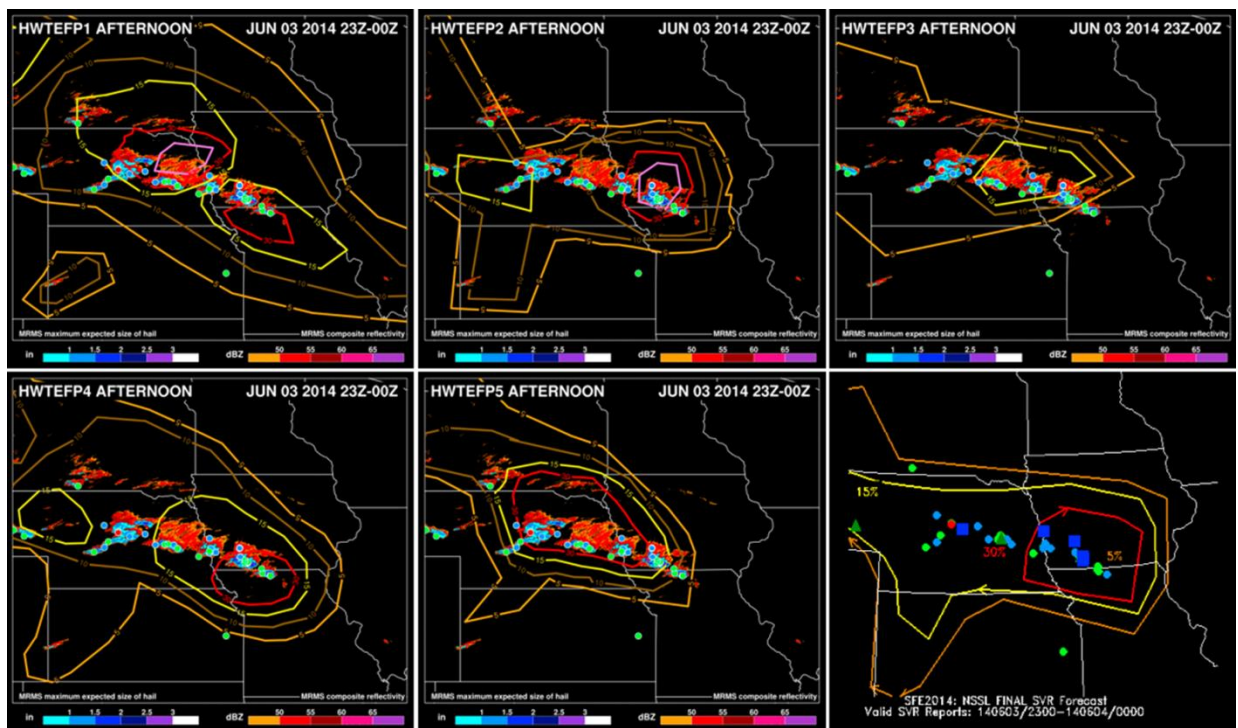 HWTEFP1 AFTERNOON JUN 03 2014 23Z-00Z
MRMS maximum expected size of hail MRMS composite reflectivity
in 1 1.5 2 2.5 3 dBZ 50 55 60 65
HWTEFP2 AFTERNOON JUN 03 2014 23Z-00Z
MRMS maximum expected size of hail MRMS composite reflectivity
in 1 1.5 2 2.5 3 dBZ 50 55 60 65
HWTEFP3 AFTERNOON JUN 03 2014 23Z-00Z
MRMS maximum expected size of hail MRMS composite reflectivity
in 1 1.5 2 2.5 3 dBZ 50 55 60 65
HWTEFP4 AFTERNOON JUN 03 2014 23Z-00Z
MRMS maximum expected size of hail MRMS composite reflectivity
in 1 1.5 2 2.5 3 dBZ 50 55 60 65
HWTEFP5 AFTERNOON JUN 03 2014 23Z-00Z
MRMS maximum expected size of hail MRMS composite reflectivity
in 1 1.5 2 2.5 3 dBZ 50 55 60 65
15%
30%
5%
SFE2014: NSSL FINAL SVR Forecast
Valid SVR Reports: 140603/2300-140604/0000